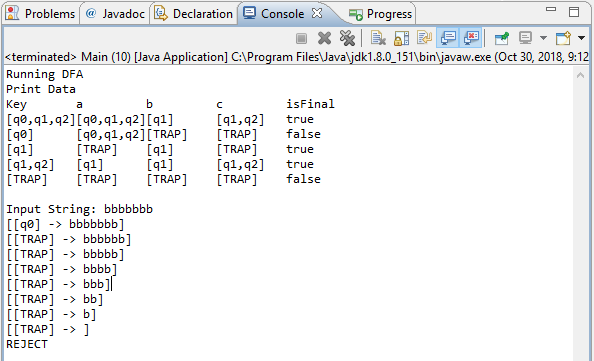 Problems @ Javadoc Declaration Console Progress
<terminated> Main (10) [Java Application] C:\Program Files\Java\jdk1.8.0_151\bin\javaw.exe (Oct 30, 2018, 9:12
Running DFA
Print Data
Key a b c isFinal
[q0,q1,q2][q0,q1,q2][q1] [q1,q2] true
[q0] [q0,q1,q2][TRAP] [TRAP] false
[q1] [TRAP] [q1] [TRAP] true
[q1,q2] [q1] [q1] [q1,q2] true
[TRAP] [TRAP] [TRAP] [TRAP] false
Input String: bbbbbbb
[[q0] -> bbbbbbb]
[[TRAP] -> bbbbbb]
[[TRAP] -> bbbbb]
[[TRAP] -> bbbb]
[[TRAP] -> bbb]
[[TRAP] -> bb]
[[TRAP] -> b]
[[TRAP] -> ]
REJECT